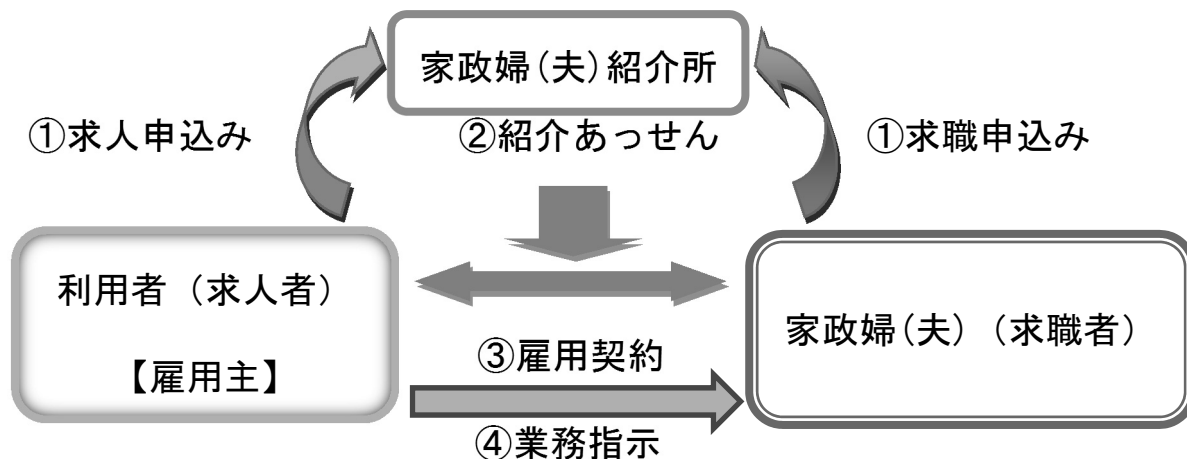 家政婦（夫）紹介所
①求人申込み
②紹介あっせん
①求職申込み
利用者（求人者）
【雇用主】
家政婦（夫）（求職者）
③雇用契約
④業務指示